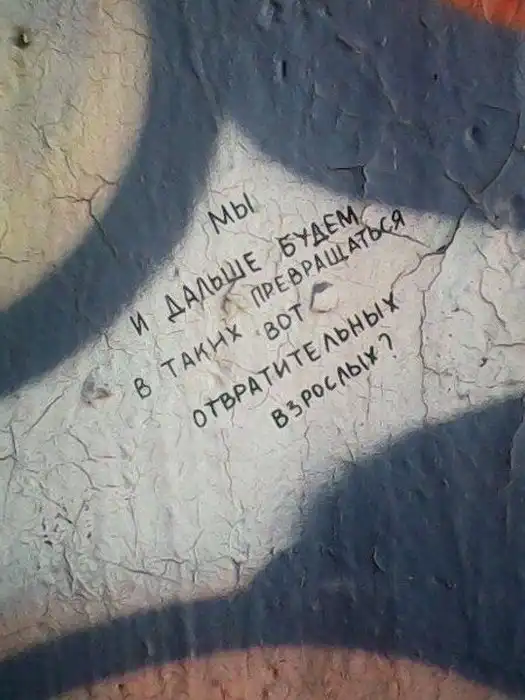 МЫ
И ДАЛЬШЕ БУДЕМ
ПРЕВРАЩАТЬСЯ
В ТАКИХ ВОТ
ОТВРАТИТЕЛЬНЫХ
ВЗРОСЛЫХ?